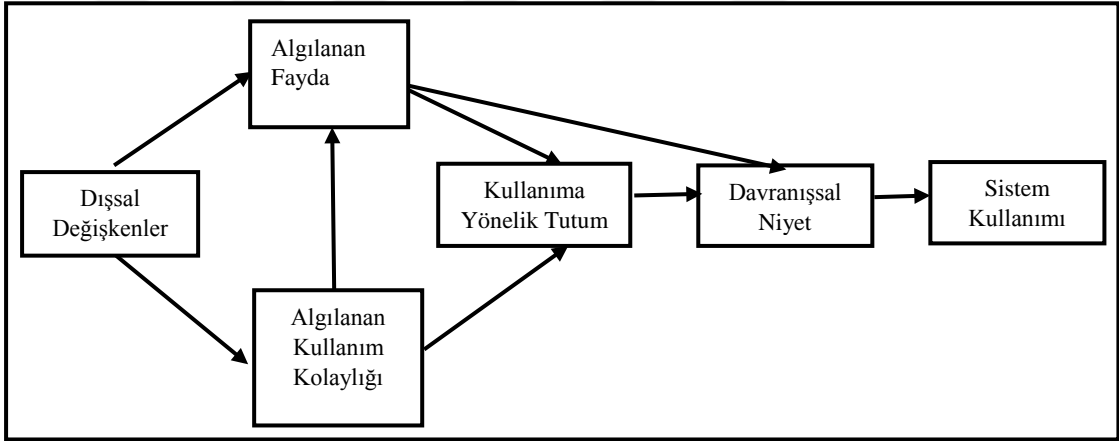 Algılanan
Fayda
Dışsal
Değişkenler
Kullanıma
Yönelik Tutum
Davranışsal
Niyet
Sistem
Kullanımı
Algılanan
Kullanım
Kolaylığı